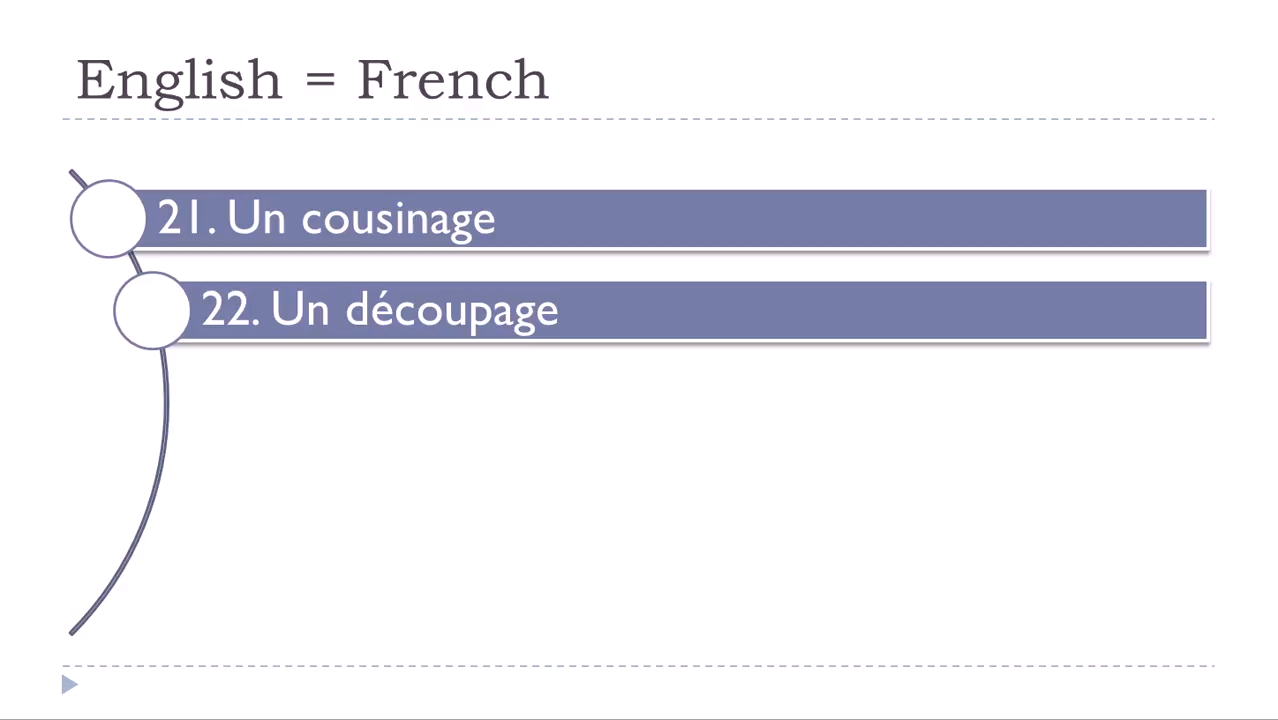 English = French
21. Un cousinage
22. Un découpage